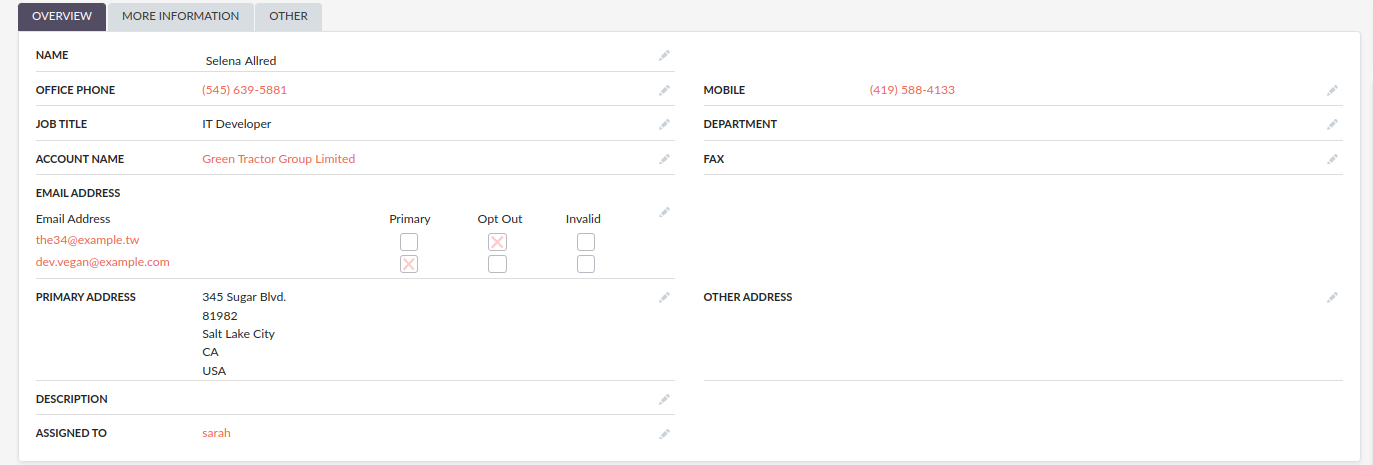 OVERVIEW MORE INFORMATION OTHER
NAME Selena Allred
OFFICE PHONE (545) 639-5881 MOBILE (419) 588-4133
JOB TITLE IT Developer DEPARTMENT
ACCOUNT NAME Green Tractor Group Limited FAX
EMAIL ADDRESS
Email Address Primary Opt Out Invalid
the34@example.tw
dev.vegan@example.com
PRIMARY ADDRESS 345 Sugar Blvd. OTHER ADDRESS
81982
Salt Lake City
CA
USA
DESCRIPTION
ASSIGNED TO sarah